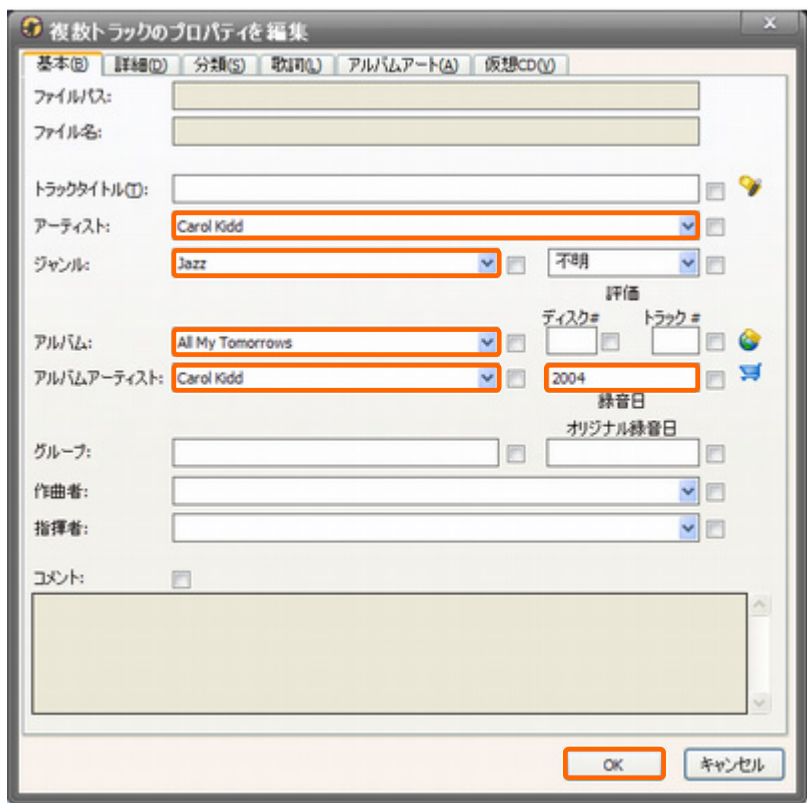 複数トラックのプロパティを編集
x
基本(B) 詳細(D) 分類(S) 歌詞(L) アルバムアート(A) 仮想CD(V)
ファイルパス:
ファイル名:
トラックタイトル(T):
アーティスト: Carol Kidd
ジャンル: Jazz 不明
評価
ディスク# トラック #
アルバム: All My Tomorrows
アルバムアーティスト: Carol Kidd 2004
録音日
オリジナル録音日
グループ:
作曲者:
指揮者:
コメント:
OK キャンセル